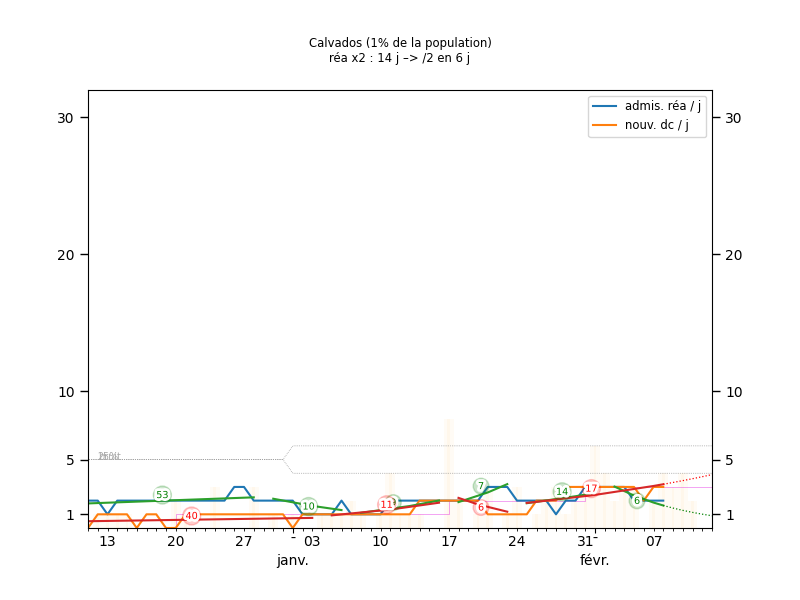 Calvados (1% de la population)
réa x2 : 14 j –> /2 en 6 j
admis. réa / j
nouv. dc / j
30 30
20 20
10 10
5 5
1 1
53
40
10
11
7
6
14
17
6
13 20 27 - 03 10 17 24 31- 07
janv. févr.